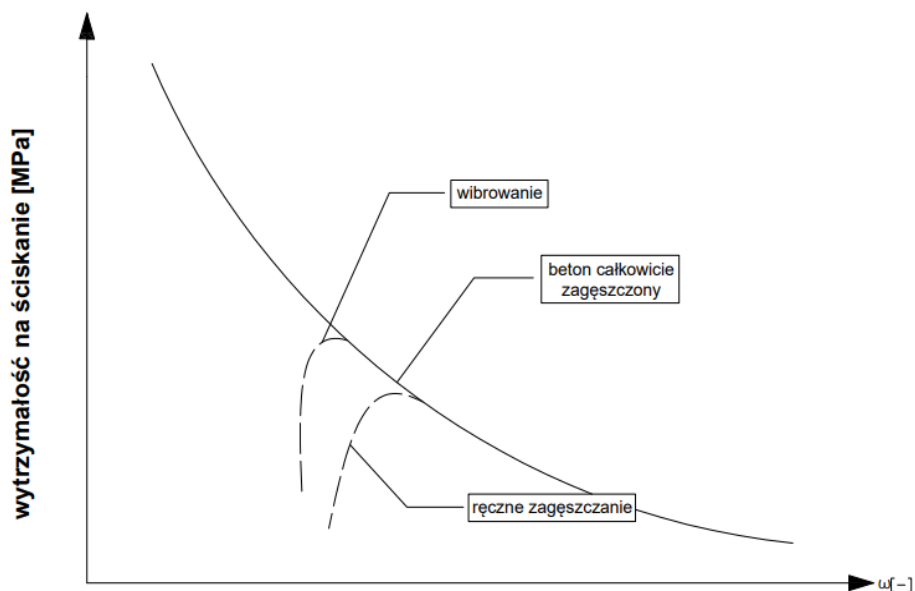 wytrzymałość na ściskanie [MPa]
wibrowanie
beton całkowicie
zagęszczony
ręczne zagęszczanie
ω[−]